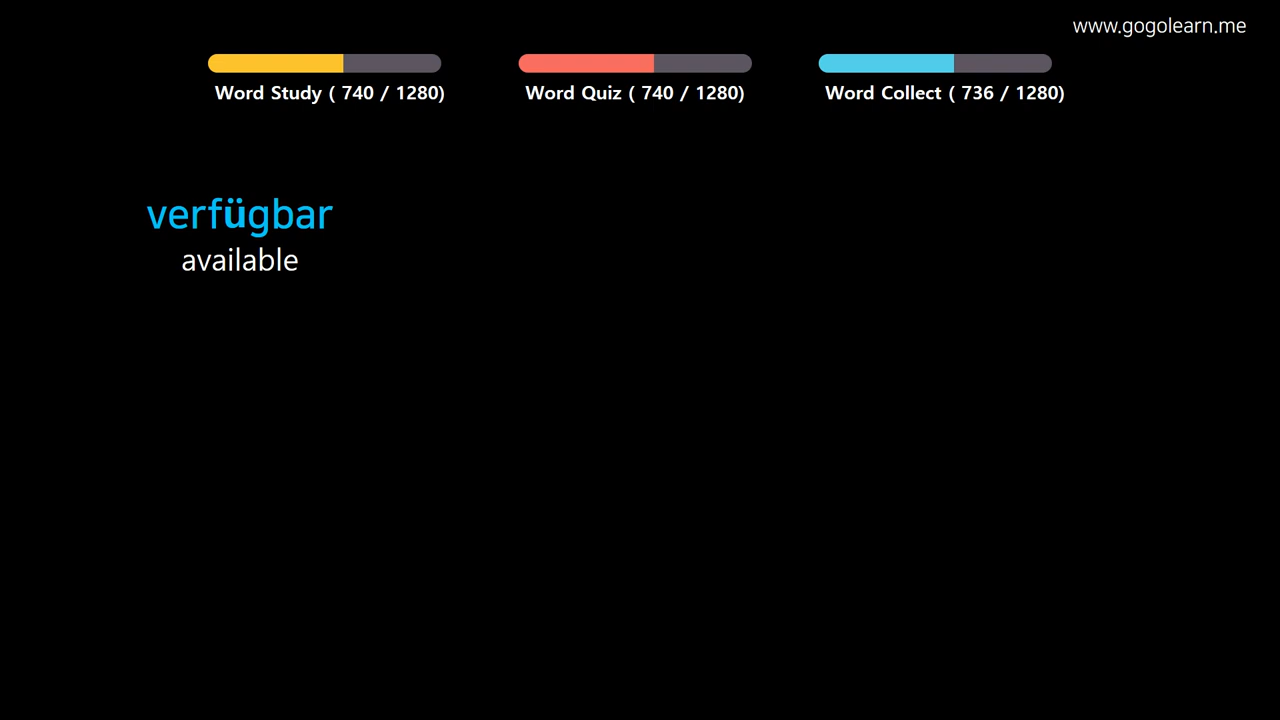 www.gogolearn.me
Word Study ( 740 / 1280)
Word Quiz ( 740 / 1280)
Word Collect ( 736 / 1280)
verfügbar
available